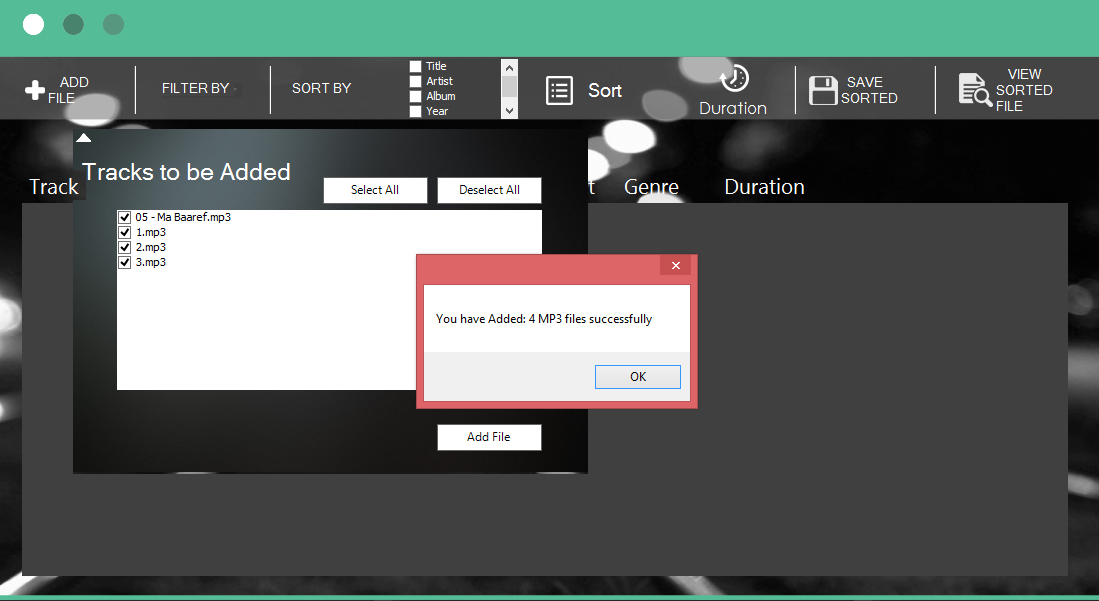 ADD
FILE
FILTER BY
SORT BY
Title
Artist
Album
Year
Sort
Duration
SAVE
SORTED
VIEW
SORTED
FILE
Tracks to be Added
Track
Genre
Duration
Select All
Deselect All
05 - Ma Baaref.mp3
1.mp3
2.mp3
3.mp3
You have Added: 4 MP3 files successfully
OK
Add File